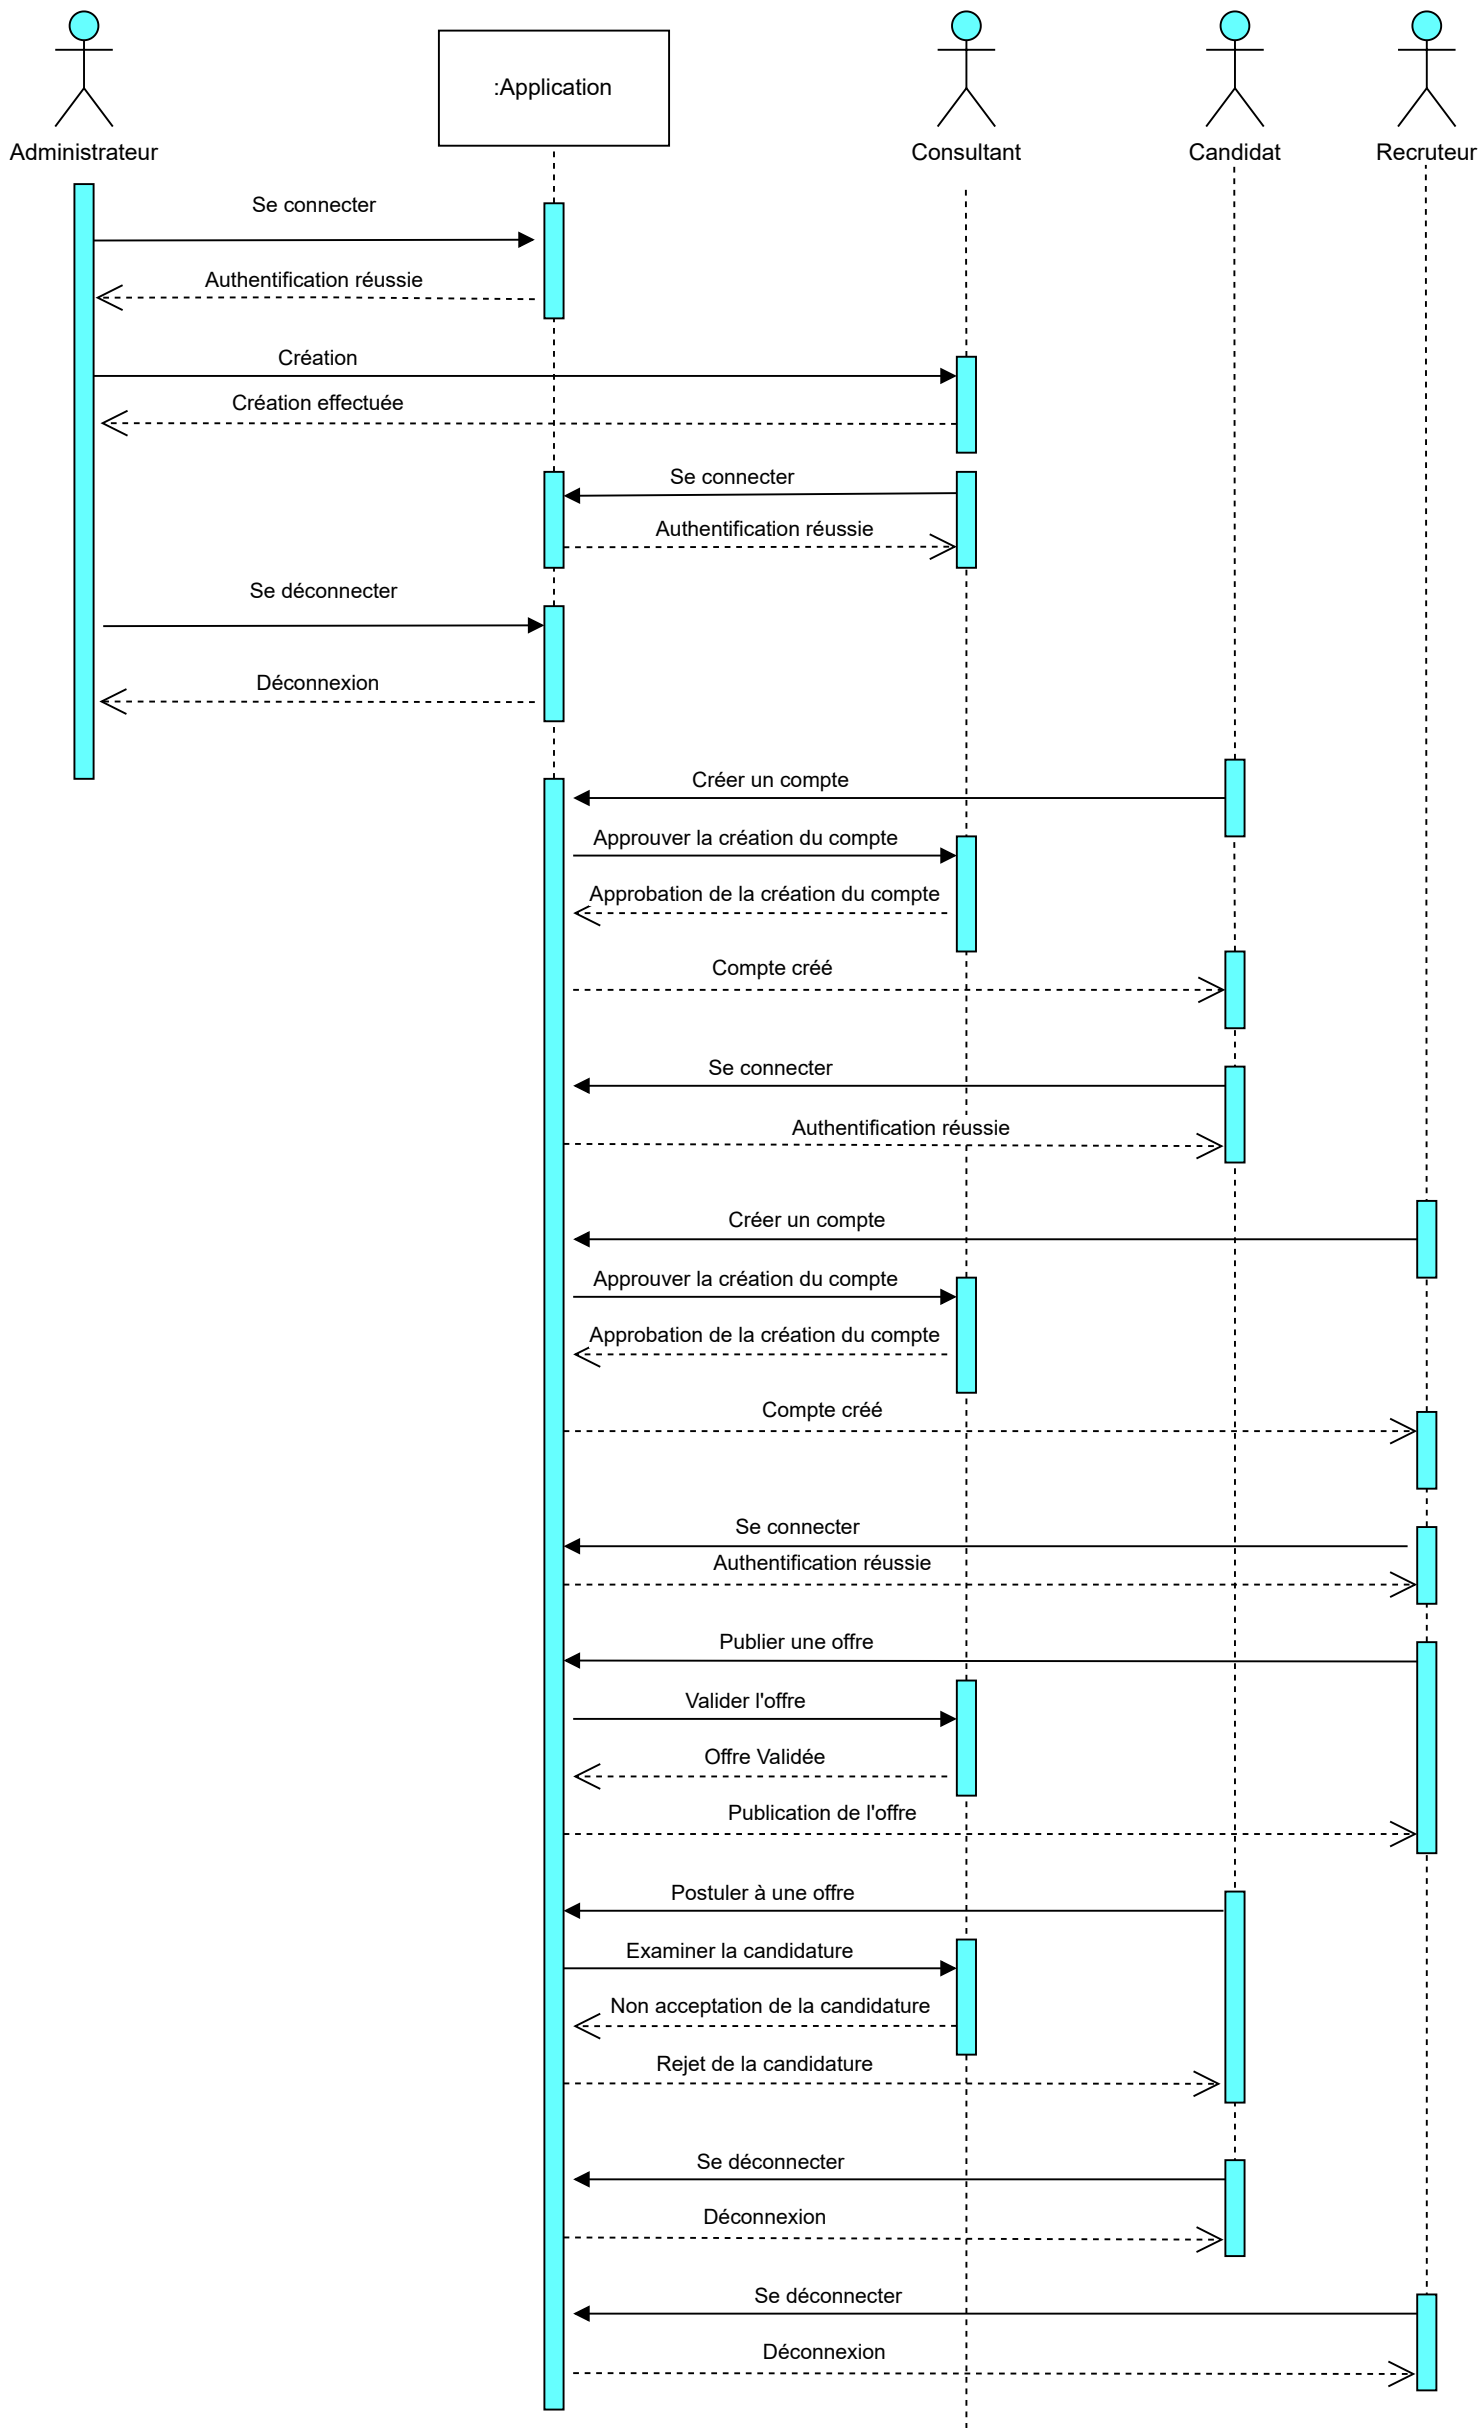 Administrateur
:Application
Consultant
Candidat
Recruteur
Se connecter
Authentification réussie
Création
Création effectuée
Se connecter
Authentification réussie
Se déconnecter
Déconnexion
Créer un compte
Approuver la création du compte
Approbation de la création du compte
Compte créé
Se connecter
Authentification réussie
Créer un compte
Approuver la création du compte
Approbation de la création du compte
Compte créé
Se connecter
Authentification réussie
Publier une offre
Valider l'offre
Offre Validée
Publication de l'offre
Postuler à une offre
Examiner la candidature
Non acceptation de la candidature
Rejet de la candidature
Se déconnecter
Déconnexion
Se déconnecter
Déconnexion